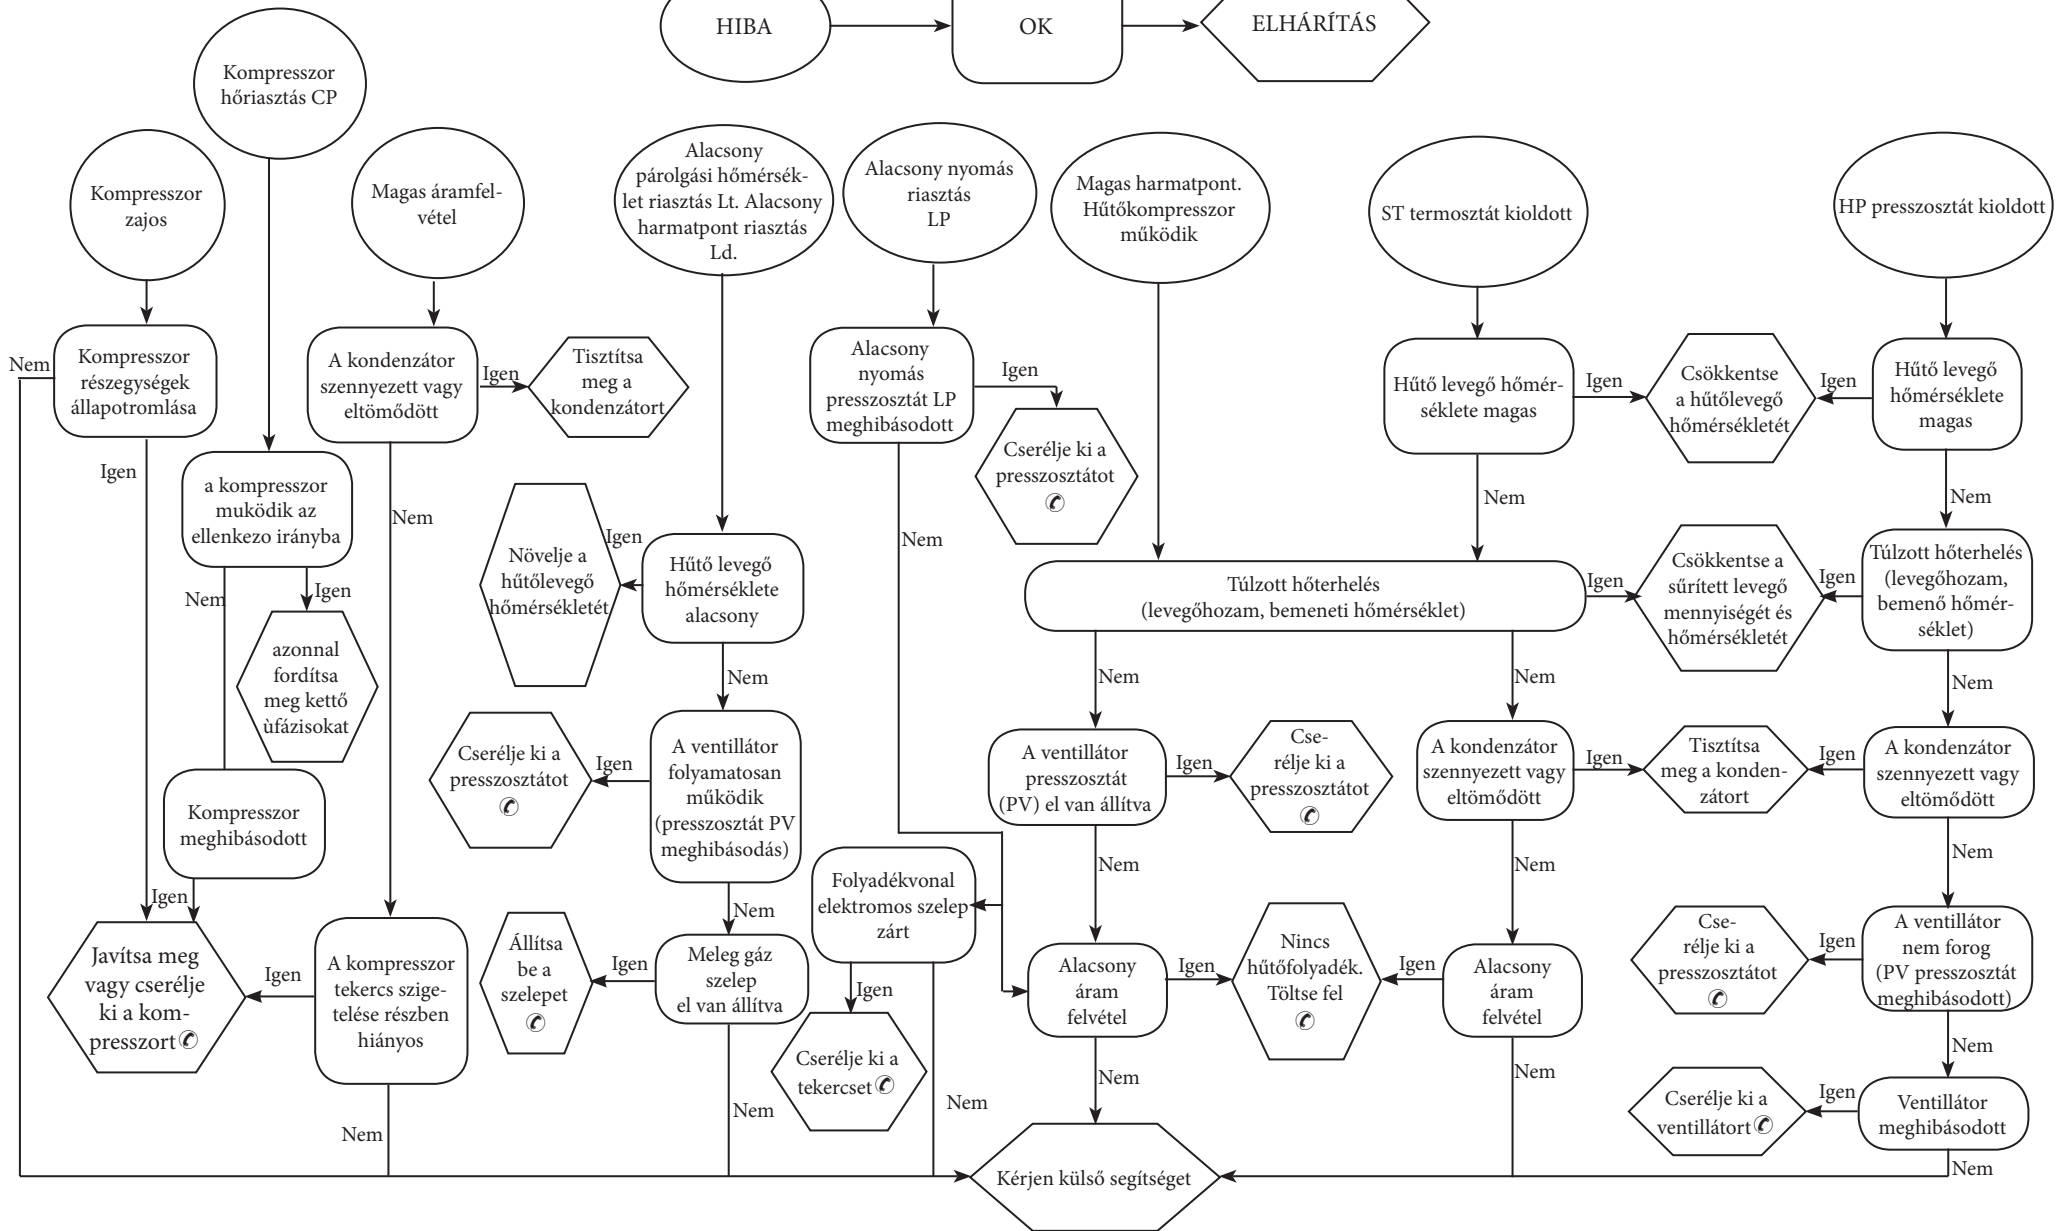 HIBA
OK
ELHÁRÍTÁS
Kompresszor
hőriasztás CP
Kompresszor
zajos
Magas áramfel-
vétel
Alacsony
párolgási hőmérsék-
let riasztás Lt. Alacsony
harmatpont riasztás
Ld.
Alacsony nyomás
riasztás
LP
Magas harmatpont.
Hűtőkompresszor
működik
ST termosztát kioldott
HP presszosztát kioldott
Nem
Kompresszor
részegységek
állapotromlása
Igen
A kondenzátor
szennyezett vagy
eltömődött
Igen
Tisztítsa
meg a
kondenzátort
Nem
Alacsony
nyomás
presszosztát LP
meghibásodott
Igen
Cserélje ki a
presszosztátot
✆
Nem
Hűtő levegő hőmér-
séklete magas
Igen
Csökkentse
a hűtőlevegő
hőmérsékletét
Igen
Hűtő levegő
hőmérséklete
magas
Nem
Nem
a kompresszor
muködik az
ellenkezo irányba
Nem
Igen
azonnal
fordítsa
meg kettő
ùfázisokat
Növelje a
hűtőlevegő
hőmérsékletét
Igen
Hűtő levegő
hőmérséklete
alacsony
Nem
Túlzott hőterhelés
(levegőhozam, bemeneti hőmérséklet)
Igen
Csökkentse a
sűrített levegő
mennyiségét és
hőmérsékletét
Igen
Túlzott hőterhelés
(levegőhozam,
bemenő hőmér-
séklet)
Nem
Nem
Nem
Kompresszor
meghibásodott
Igen
Cserélje ki a
presszosztátot
✆
Igen
A ventillátor
folyamatosan
működik
(presszosztát PV
meghibásodás)
Nem
A ventillátor
presszosztát
(PV) el van állítva
Igen
Cse-
rélje ki a
presszosztátot
✆
Nem
A kondenzátor
szennyezett vagy
eltömődött
Igen
Tisztítsa
meg a konden-
zátort
Igen
A kondenzátor
szennyezett vagy
eltömődött
Nem
Nem
Javítsa meg
vagy cserélje
ki a kom-
presszort✆
Igen
A kompresszor
tekercs szige-
telése részben
hiányos
Nem
Állítsa
be a
szelepet
✆
Igen
Meleg gáz
szelep
el van állítva
Nem
Folyadékvonal
elektromos szelep
zárt
Igen
Cserélje ki a
tekercset✆
Nem
Alacsony
áram
felvétel
Igen
Nincs
hűtőfolyadék.
Töltse fel
✆
Igen
Alacsony
áram
felvétel
Nem
Nem
Cse-
rélje ki a
presszosztátot
✆
Igen
A ventillátor
nem forog
(PV presszosztát
meghibásodott)
Nem
Cserélje ki a
ventillátort✆
Igen
Ventillátor
meghibásodott
Nem
Kérjen külső segítséget